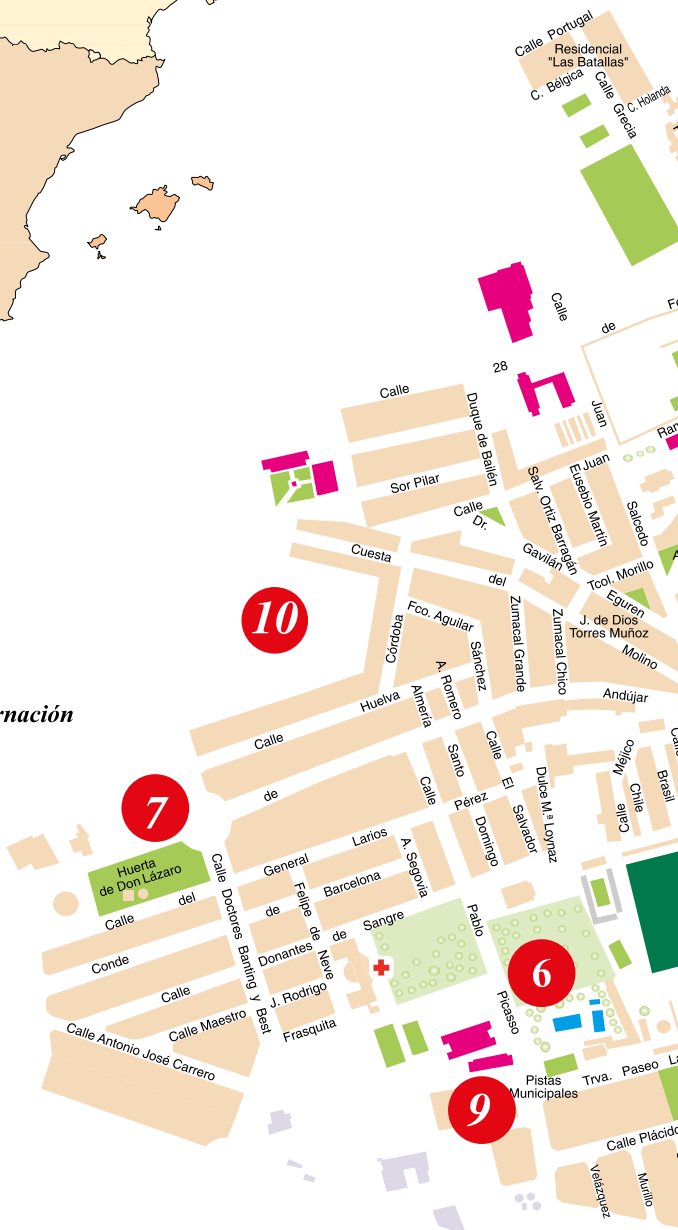 Calle Portugal
Residencial
"Las Batallas"
C. Bélgica
Calle Grecia
C. Holanda
Calle
de
28
Juan
Calle
Duque de Bailén
Ran
Juan
Sor Pilar
Salv. Ortiz Barragán
Eusebio Martín
Salcedo
Calle
Dr.
Gavilán
Cuesta
del
Tcol. Morillo
Eguren
10
Córdoba
Fco. Aguilar
Sánchez
Zumacal Grande
Zumacal Chico
J. de Dios
Torres Muñoz
Molino
rnación
Huelva
Almería
A. Romero
Andújar
Calle
de
Santo
Calle
El
Dulce M.ª Loynaz
Méjico
Chile
Brasil
Calle
Calle
Pérez
Domingo
Salvador
7
Huerta
de Don Lázaro
Calle
del
Calle Doctores Banting y Best
General
Larios
A. Segovia
Felipe de Neve
Barcelona
de
Sangre
de
Donantes
Conde
Calle
J. Rodrigo
Calle Maestro
Frasquita
Calle Antonio José Carrero
Pablo
Picasso
6
Pistas
Municipales
9
Trva.
Paseo
La
Calle Plácido
Velázquez
Murillo